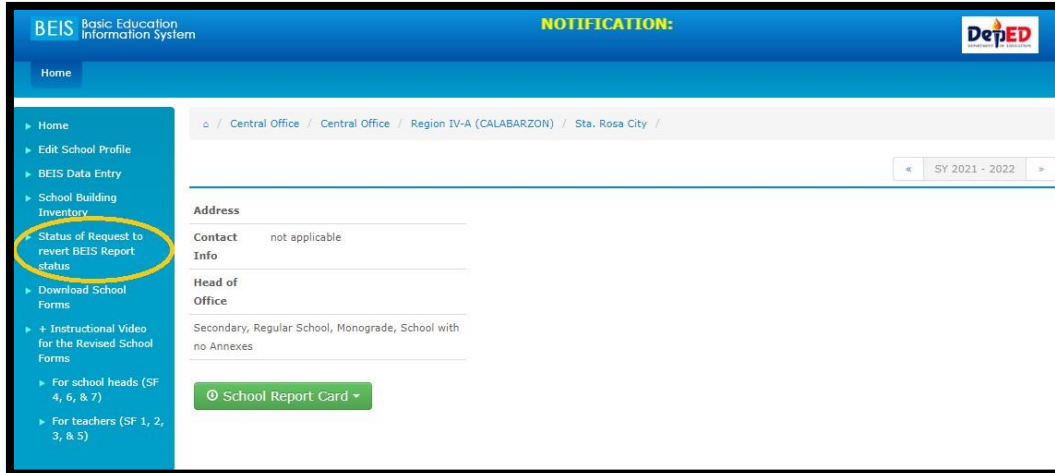 BEIS Basic Education
Information System
NOTIFICATION:
DepED
Home
Home
Edit School Profile
BEIS Data Entry
School Building
Inventory
Status of Request to
revert BEIS Report
status
Download School
Forms
+ Instructional Video
for the Revised School
Forms
For school heads (SF
4, 6, & 7)
For teachers (SF 1, 2,
3, & 5)
/ Central Office / Central Office / Region IV-A (CALABARZON) / Sta. Rosa City /
« SY 2021 - 2022 »
Address
Contact Info not applicable
Head of
Office
Secondary, Regular School, Monograde, School with
no Annexes
School Report Card